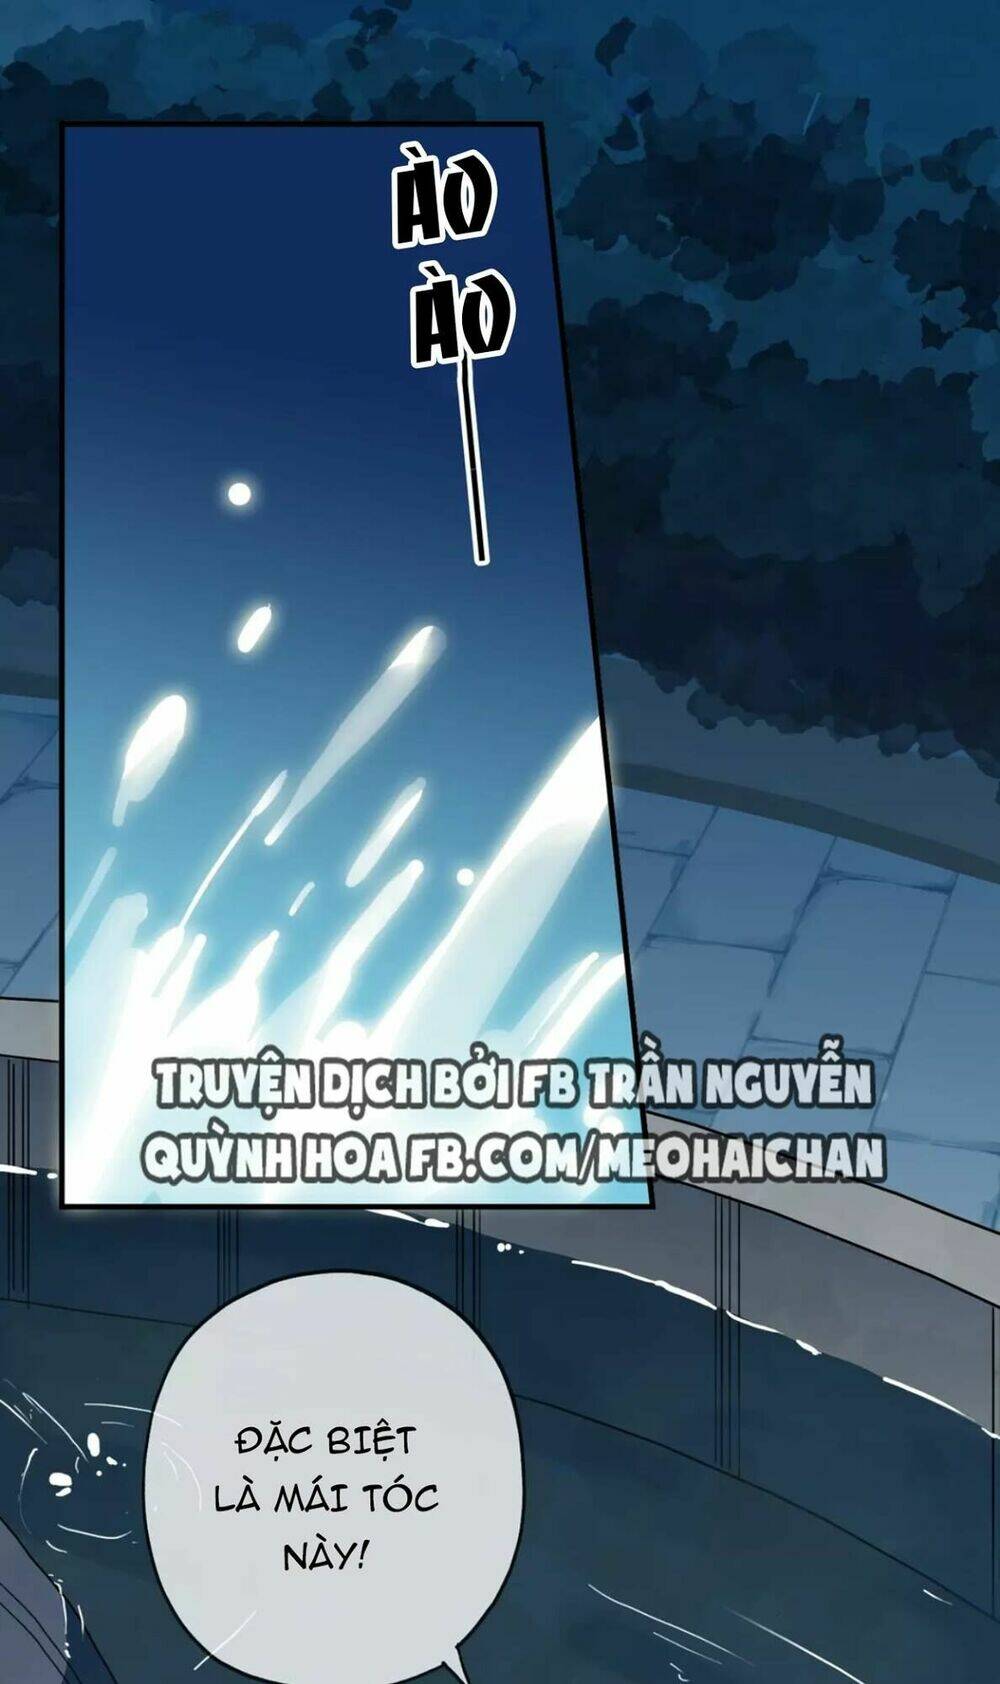 ÀO
ÀO
TRUYỆN DỊCH BỞI FB TRẦN NGUYỄN
QUỲNH HOA FB.COM/MEOHAICHAN
ĐẶC BIỆT
LÀ MÁI TÓC
NÀY!